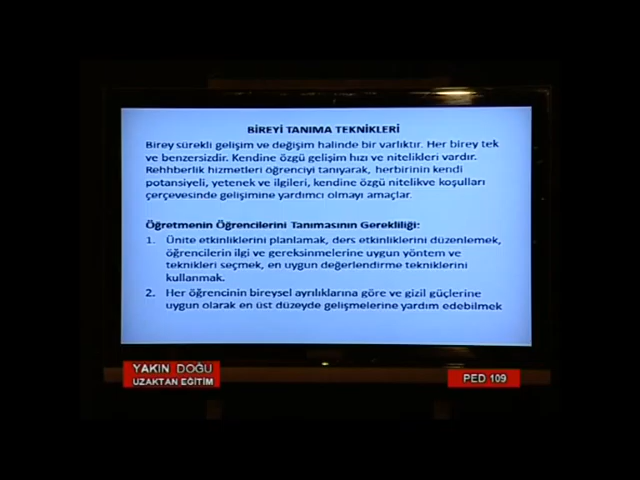 BİREYİ TANIMA TEKNİKLERİ
Birey sürekli gelişim ve değişim halinde bir varlıktır. Her birey tek
ve benzersizdir. Kendine özgü gelişim hızı ve nitelikleri vardır.
Rehhberlik hizmetleri öğrenciyi tanıyarak, herbirinin kendi
potansiyeli, yetenek ve ilgileri, kendine özgü nitelikve koşulları
çerçevesinde gelişimine yardımcı olmayı amaçlar.
Öğretmenin Öğrencilerini Tanımasının Gerekliliği:
1. Ünite etkinliklerini planlamak, ders etkinliklerini düzenlemek,
öğrencilerin ilgi ve gereksinmelerine uygun yöntem ve
teknikleri seçmek, en uygun değerlendirme tekniklerini
kullanmak.
2. Her öğrencinin bireysel ayrılıklarına göre ve gizil güçlerine
uygun olarak en üst düzeyde gelişmelerine yardım edebilmek
YAKIN DOĞU
UZAKTAN EĞİTİM
PED 109